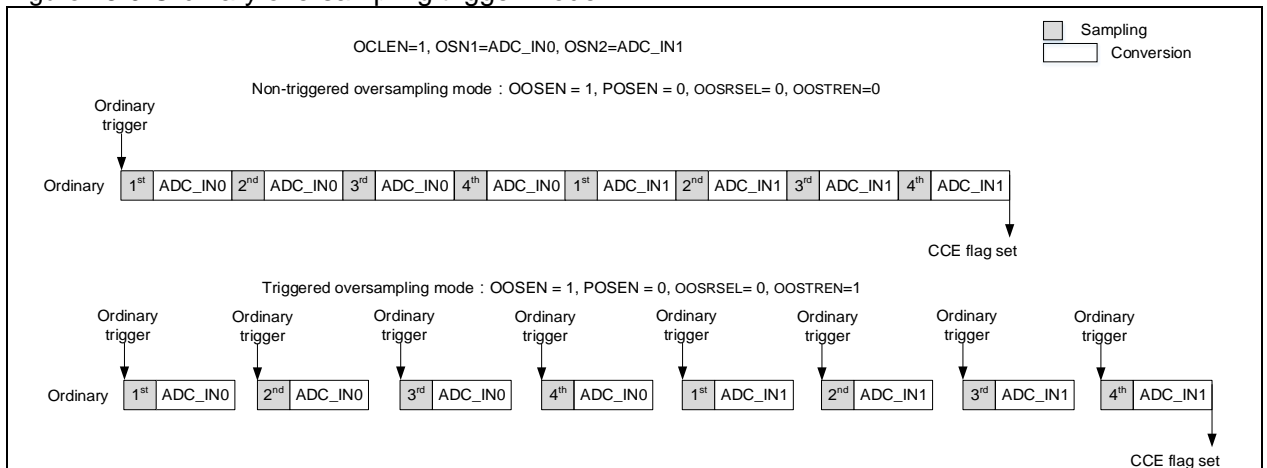 OCLEN=1, OSN1=ADC_IN0, OSN2=ADC_IN1
Sampling
Conversion
Non-triggered oversampling mode : OOSEN = 1, POSEN = 0, OOSRSEL= 0, OOSTREN=0
Ordinary
trigger
Ordinary 1st ADC_IN0 2nd ADC_IN0 3rd ADC_IN0 4th ADC_IN0 1st ADC_IN1 2nd ADC_IN1 3rd ADC_IN1 4th ADC_IN1
CCE flag set
Triggered oversampling mode : OOSEN = 1, POSEN = 0, OOSRSEL= 0, OOSTREN=1
Ordinary Ordinary Ordinary Ordinary Ordinary Ordinary Ordinary Ordinary
trigger trigger trigger trigger trigger trigger trigger trigger
Ordinary 1st ADC_IN0 2nd ADC_IN0 3rd ADC_IN0 4th ADC_IN0 1st ADC_IN1 2nd ADC_IN1 3rd ADC_IN1 4th ADC_IN1
CCE flag set